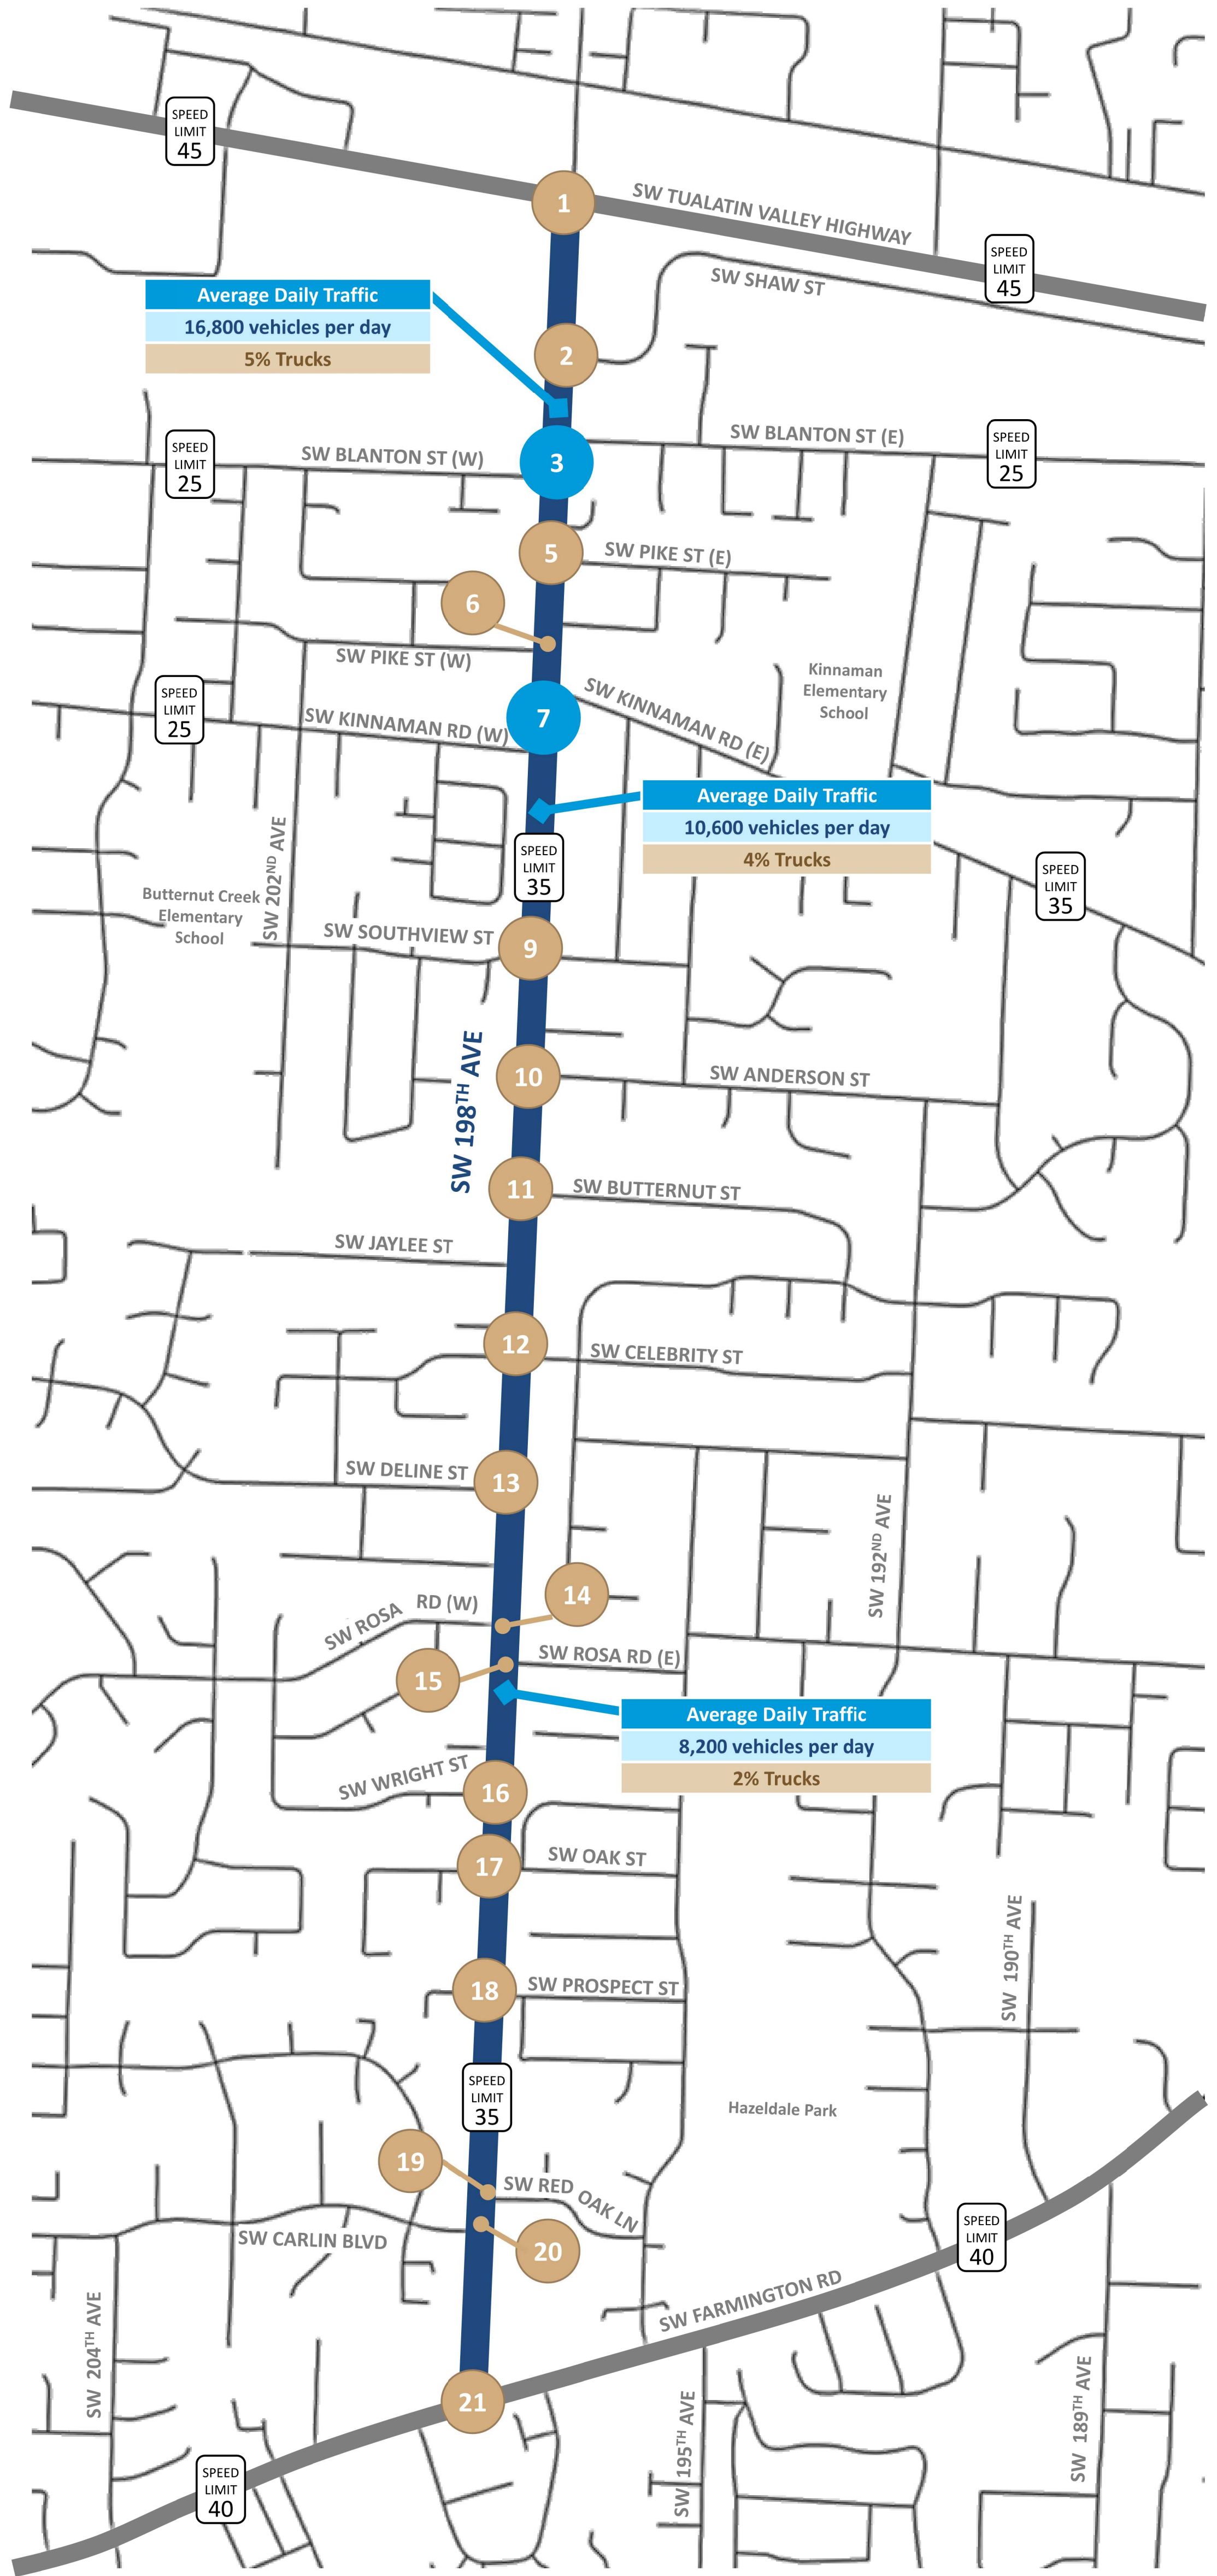 SPEED
LIMIT
45
1
SW TUALATIN VALLEY HIGHWAY
SPEED
LIMIT
45
SW SHAW ST
Average Daily Traffic
16,800 vehicles per day
5% Trucks
2
SW BLANTON ST (E)
SPEED
LIMIT
25
SW BLANTON ST (W)
SPEED
LIMIT
25
3
5
SW PIKE ST (E)
6
SW PIKE ST (W)
Kinnaman
Elementary
School
SPEED
LIMIT
25
SW KINNAMAN RD (W)
7
SW KINNAMAN RD (E)
Average Daily Traffic
10,600 vehicles per day
4% Trucks
SPEED
LIMIT
35
SPEED
LIMIT
35
SW 202ND AVE
Butternut Creek
Elementary
School
SW SOUTHVIEW ST
9
SW 198TH AVE
10
SW ANDERSON ST
11
SW BUTTERNUT ST
SW JAYLEE ST
12
SW CELEBRITY ST
SW DELINE ST
13
SW 192ND AVE
14
SW ROSA RD (W)
15
SW ROSA RD (E)
Average Daily Traffic
8,200 vehicles per day
2% Trucks
SW WRIGHT ST
16
17
SW OAK ST
SW 190TH AVE
18
SW PROSPECT ST
SPEED
LIMIT
35
Hazeldale Park
19
SW RED OAK LN
SW CARLIN BLVD
20
SPEED
LIMIT
40
SW FARMINGTON RD
SW 204TH AVE
21
SW 195TH AVE
SW 189TH AVE
SPEED
LIMIT
40